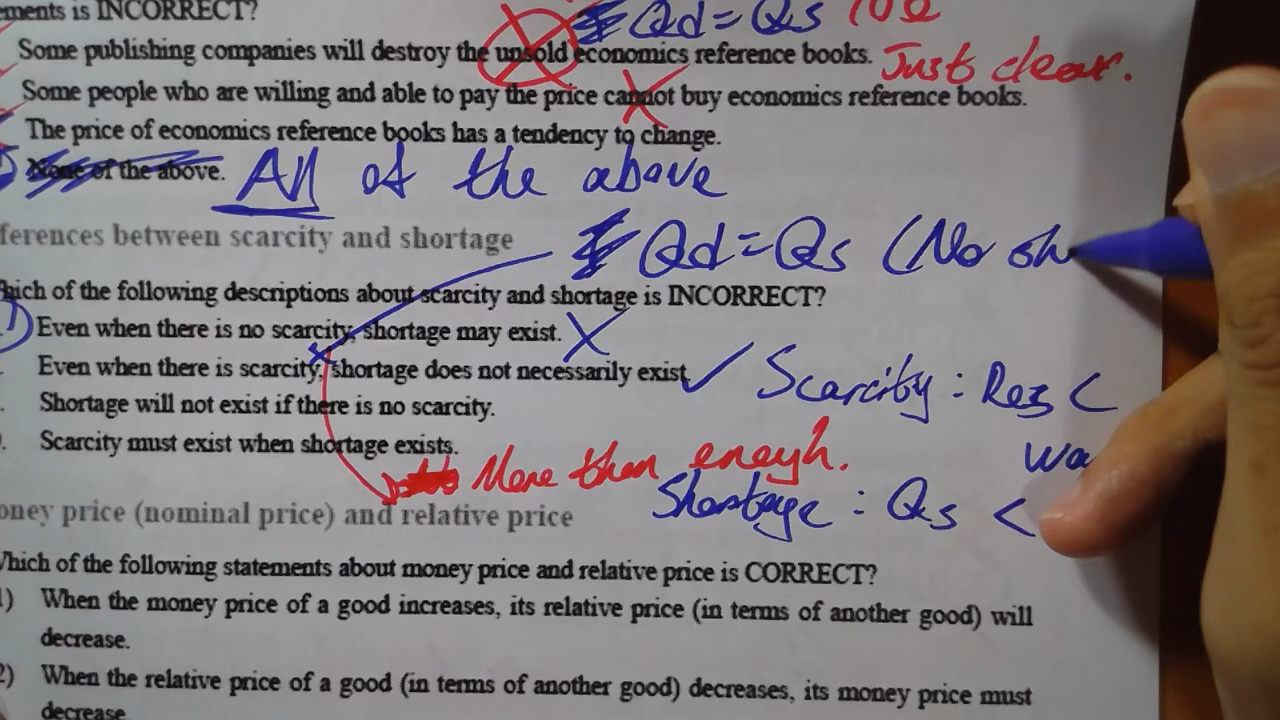 ements is INCORRECT?
Qd = Qs
Some publishing companies will destroy the unsold economics reference books. Just clear.
Some people who are willing and able to pay the price cannot buy economics reference books.
The price of economics reference books has a tendency to change.
None of the above. All of the above
ferences between scarcity and shortage
Qd = Qs (No sh
hich of the following descriptions about scarcity and shortage is INCORRECT?
Even when there is no scarcity, shortage may exist.
Even when there is scarcity, shortage does not necessarily exist
Scarcity : Res <
Shortage will not exist if there is no scarcity.
Scarcity must exist when shortage exists.
wa
More than enough.
Shortage : Qs <
oney price (nominal price) and relative price
Which of the following statements about money price and relative price is CORRECT?
1) When the money price of a good increases, its relative price (in terms of another good) will
decrease.
2) When the relative price of a good (in terms of another good) decreases, its money price must
decrease